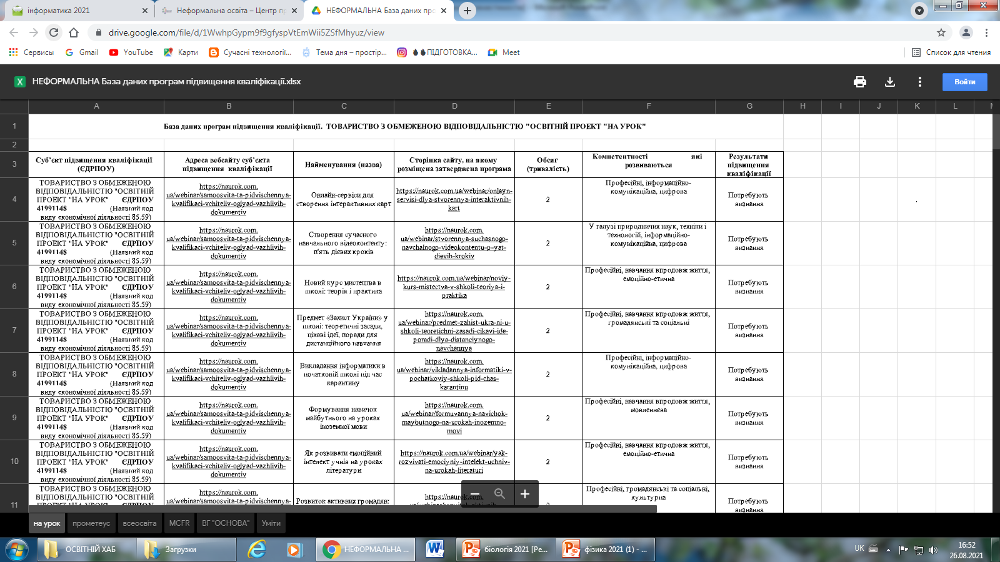 інформатика 2021
Неформальна освіта – Центр пр
НЕФОРМАЛЬНА База даних про
drive.google.com/file/d/1WwhpGypm9f9gfyspVtEmWii5ZSfMhyuz/view
Сервисы Gmail YouTube Карти Сучасні технології... Тема дня – простір... ПІДГОТОВКА... Meet Список для чтения
НЕФОРМАЛЬНА База даних програм підвищення кваліфікації.xlsx
Войти
A B C D E F G H I J K L
1 База даних програм підвищення кваліфікації. ТОВАРИСТВО З ОБМЕЖЕНОЮ ВІДПОВІДАЛЬНІСТЮ "ОСВІТНІЙ ПРОЕКТ "НА УРОК"
2
3
Суб'єкт підвищення кваліфікації
(ЄДРПОУ)
Адреса вебсайту суб'єкта
підвищення кваліфікації
Найменування (назва)
Сторінка сайту, на якому
розміщена затверджена програма
Обсяг
(тривалість)
Компетентності які
розвиваються
Результати
підвищення
кваліфікації
4
ТОВАРИСТВО З ОБМЕЖЕНОЮ
ВІДПОВІДАЛЬНІСТЮ "ОСВІТНІЙ
ПРОЕКТ "НА УРОК" ЄДРПОУ
41991148 (Наявний код
виду економічної діяльності 85.59)
https://naurok.com.
ua/webinar/samoosvita-ta-pidvischennya-
kvalifikaci-vchiteliv-oglyad-vazhlivih-
dokumentiv
Онлайн-сервіси для
створення інтерактивних карт
https://naurok.com.ua/webinar/onlayn-
servisi-dlya-stvorennya-interaktivnih-
kart
2
Професійні, інформаційно-
комунікаційна, цифрова
Потребують
визнання
5
ТОВАРИСТВО З ОБМЕЖЕНОЮ
ВІДПОВІДАЛЬНІСТЮ "ОСВІТНІЙ
ПРОЕКТ "НА УРОК" ЄДРПОУ
41991148 (Наявний код
виду економічної діяльності 85.59)
https://naurok.com.
ua/webinar/samoosvita-ta-pidvischennya-
kvalifikaci-vchiteliv-oglyad-vazhlivih-
dokumentiv
Створення сучасного
навчального відеоконтенту:
п'ять дієвих кроків
https://naurok.com.
ua/webinar/stvorennya-suchasnogo-
navchalnogo-videokontentu-p-yat-
dievih-krokiv
2
У галузі природничих наук, техніки і
технологій, інформаційно-
комунікаційна, цифрова
Потребують
визнання
6
ТОВАРИСТВО З ОБМЕЖЕНОЮ
ВІДПОВІДАЛЬНІСТЮ "ОСВІТНІЙ
ПРОЕКТ "НА УРОК" ЄДРПОУ
41991148 (Наявний код
виду економічної діяльності 85.59)
https://naurok.com.
ua/webinar/samoosvita-ta-pidvischennya-
kvalifikaci-vchiteliv-oglyad-vazhlivih-
dokumentiv
Новий курс мистецтва в
школі: теорія і практика
https://naurok.com.ua/webinar/noviy-
kurs-mistectva-v-shkoli-teoriya-i-
praktika
2
Професійні, навчання впродовж життя,
емоційно-етична
Потребують
визнання
7
ТОВАРИСТВО З ОБМЕЖЕНОЮ
ВІДПОВІДАЛЬНІСТЮ "ОСВІТНІЙ
ПРОЕКТ "НА УРОК" ЄДРПОУ
41991148 (Наявний код
виду економічної діяльності 85.59)
https://naurok.com.
ua/webinar/samoosvita-ta-pidvischennya-
kvalifikaci-vchiteliv-oglyad-vazhlivih-
dokumentiv
Предмет «Захист України» у
школі: теоретичні засади,
цікаві ідеї, поради для
дистанційного навчання
https://naurok.com.
ua/webinar/predmet-zahist-ukra-ni-u-
shkoli-teoretichni-zasadi-cikavi-ide-
poradi-dlya-distanciynogo-
navchannya
2
Професійні, навчання впродовж життя,
громадянські та соціальні
Потребують
визнання
8
ТОВАРИСТВО З ОБМЕЖЕНОЮ
ВІДПОВІДАЛЬНІСТЮ "ОСВІТНІЙ
ПРОЕКТ "НА УРОК" ЄДРПОУ
41991148 (Наявний код
виду економічної діяльності 85.59)
https://naurok.com.
ua/webinar/samoosvita-ta-pidvischennya-
kvalifikaci-vchiteliv-oglyad-vazhlivih-
dokumentiv
Викладання інформатики в
початковій школі під час
карантину
https://naurok.com.
ua/webinar/vikladannya-informatiki-v-
pochatkoviy-shkoli-pid-chas-
karantinu
2
Професійні, інформаційно-
комунікаційна, цифрова
Потребують
визнання
9
ТОВАРИСТВО З ОБМЕЖЕНОЮ
ВІДПОВІДАЛЬНІСТЮ "ОСВІТНІЙ
ПРОЕКТ "НА УРОК" ЄДРПОУ
41991148 (Наявний код
виду економічної діяльності 85.59)
https://naurok.com.
ua/webinar/samoosvita-ta-pidvischennya-
kvalifikaci-vchiteliv-oglyad-vazhlivih-
dokumentiv
Формування навичок
майбутнього на уроках
іноземної мови
https://naurok.com.
ua/webinar/formuvannya-navichok-
maybutnogo-na-urokah-inozemno-
movi
2
Професійні, навчання впродовж життя,
мовленнєва
Потребують
визнання
10
ТОВАРИСТВО З ОБМЕЖЕНОЮ
ВІДПОВІДАЛЬНІСТЮ "ОСВІТНІЙ
ПРОЕКТ "НА УРОК" ЄДРПОУ
41991148 (Наявний код
виду економічної діяльності 85.59)
https://naurok.com.
ua/webinar/samoosvita-ta-pidvischennya-
kvalifikaci-vchiteliv-oglyad-vazhlivih-
dokumentiv
Як розвивати емоційний
інтелект учнів на уроках
літератури
https://naurok.com.ua/webinar/yak-
rozvivati-emociyniy-intelekt-uchniv-
na-urokah-literaturi
2
Професійні, навчання впродовж життя,
емоційно-етична
Потребують
визнання
11
ТОВАРИСТВО З ОБМЕЖЕНОЮ
ВІДПОВІДАЛЬНІСТЮ "ОСВІТНІЙ
https://naurok.com.
ua/webinar/samoosvita-ta-pidvischennya-
Розвиток активних громадян:
Професійні, громадянські та соціальні,
культурна
Потребують
визнання
на урок прометеус всеосвіта MCFR ВГ "ОСНОВА" Уміти
ОСВІТНІЙ ХАБ Загрузки НЕФОРМАЛЬНА ... біологія 2021 [Ре... фізика 2021 (1) - ... UK
16:52
26.08.2021